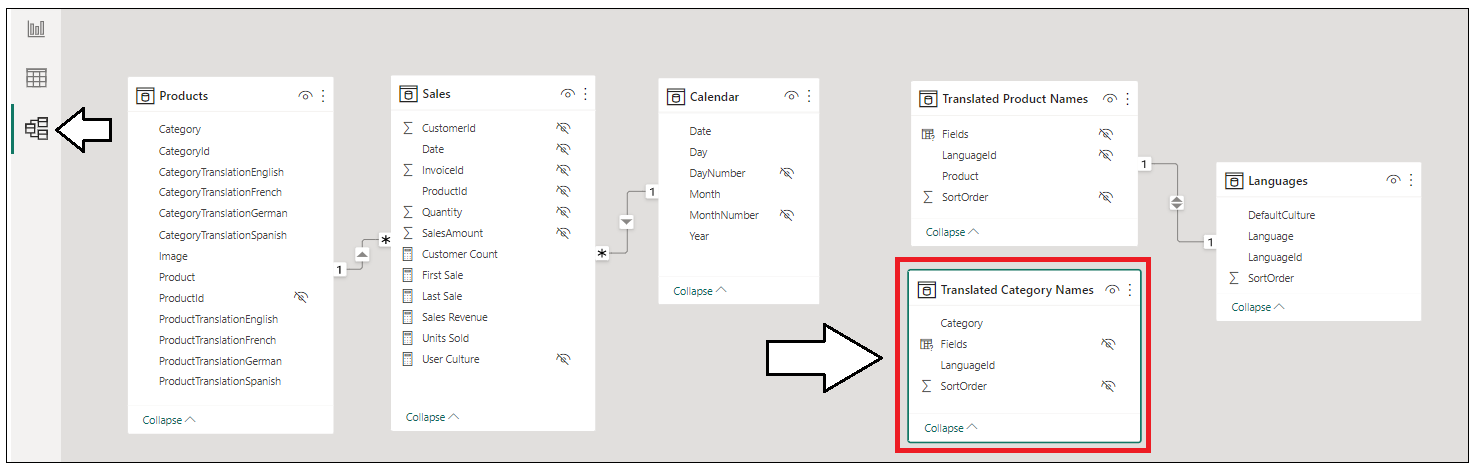 Products
Category
CategoryId
CategoryTranslationEnglish
CategoryTranslationFrench
CategoryTranslationGerman
CategoryTranslationSpanish
Image
Product
ProductId
ProductTranslationEnglish
ProductTranslationFrench
ProductTranslationGerman
ProductTranslationSpanish
Collapse
1
*
Sales
CustomerId
Date
InvoiceId
ProductId
Quantity
SalesAmount
Customer Count
First Sale
Last Sale
Sales Revenue
Units Sold
User Culture
Collapse
*
1
Calendar
Date
Day
DayNumber
Month
MonthNumber
Year
Collapse
Translated Product Names
Fields
LanguageId
Product
SortOrder
Collapse
1
1
Translated Category Names
Category
Fields
LanguageId
SortOrder
Collapse
Languages
DefaultCulture
Language
LanguageId
SortOrder
Collapse